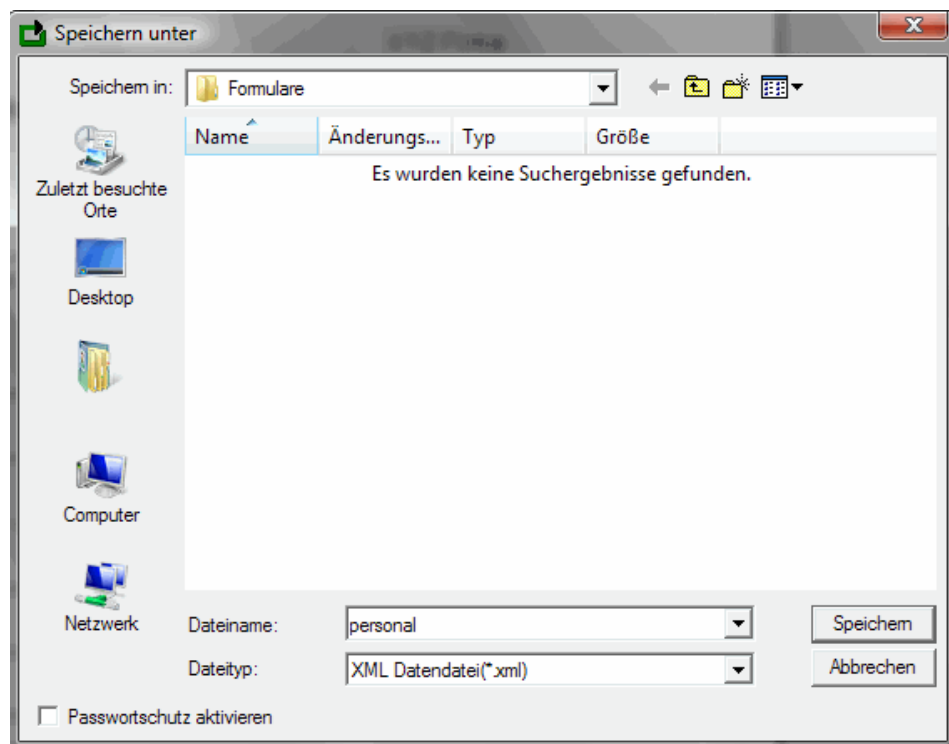 Speichern unter
Speichern in:
Formulare
Name
Änderungs...
Typ
Größe
Es wurden keine Suchergebnisse gefunden.
Zuletzt besuchte
Orte
Desktop
Computer
Netzwerk
Dateiname:
personal
Speichern
Dateityp:
XML Datendatei(*.xml)
Abbrechen
Passwortschutz aktivieren